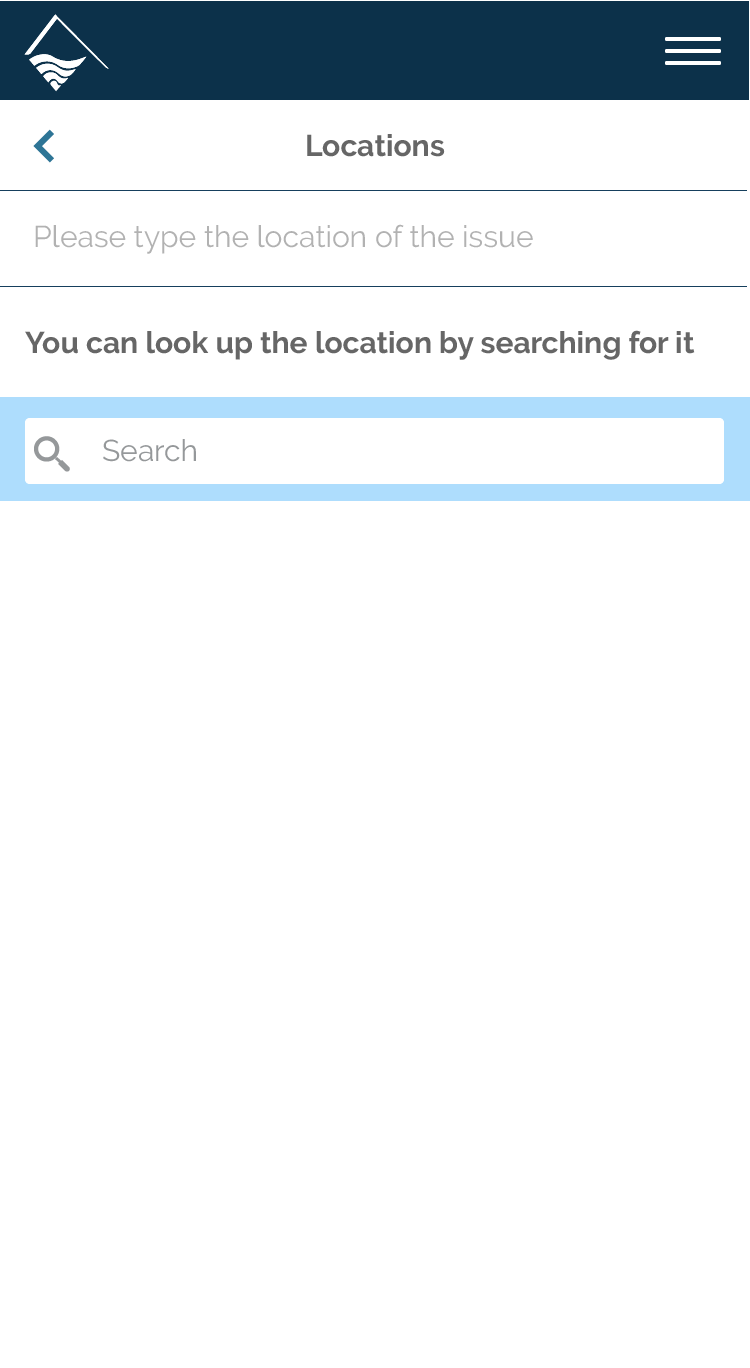 Locations
Please type the location of the issue
You can look up the location by searching for it
Search